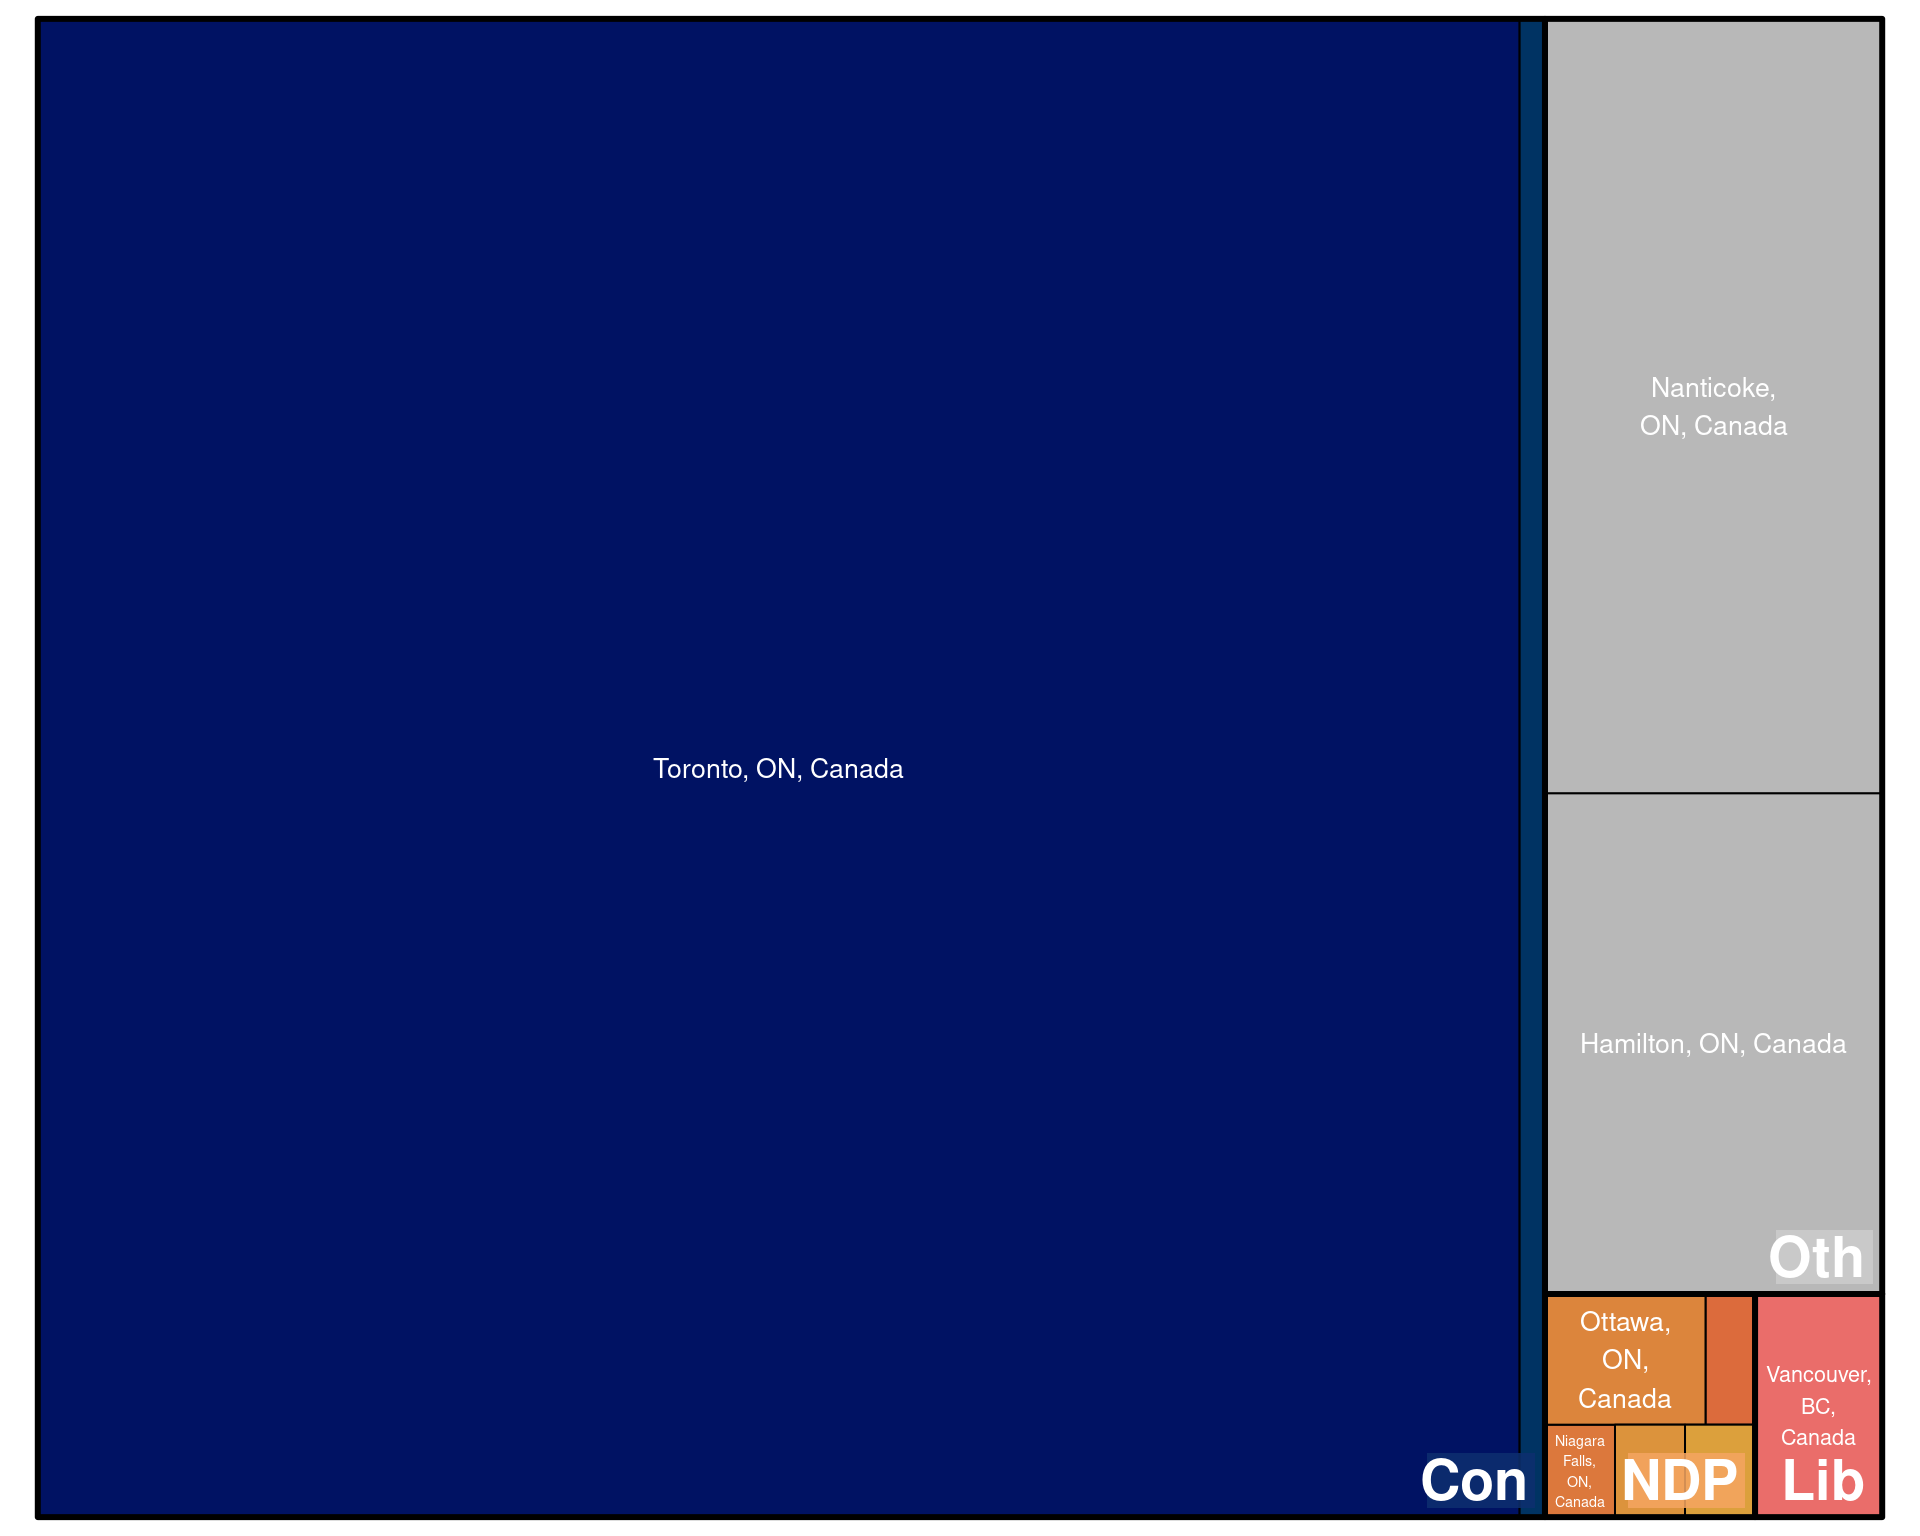 Toronto, ON, Canada
Con
Nanticoke,
ON, Canada
Hamilton, ON, Canada
Oth
Ottawa,
ON,
Canada
Niagara
Falls,
ON,
Canada
NDP
Vancouver,
BC,
Canada
Lib